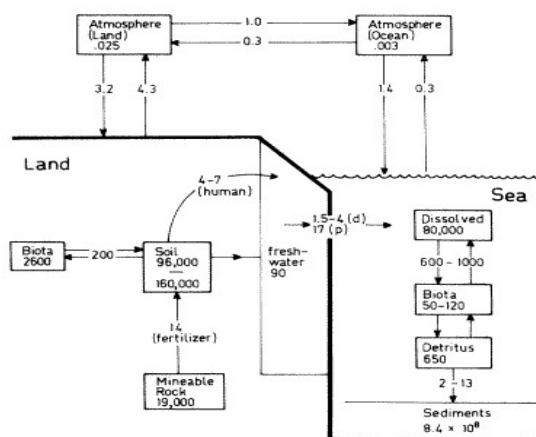 Atmosphere
(Land)
.025
1.0
0.3
Atmosphere
(Ocean)
.003
3.2
4.3
1.4
0.3
Land
Sea
4-7
(human)
1.5-4 (d)
17 (p)
Dissolved
80,000
Biota
2600
200
Soil
96,000
160,000
fresh-
water
90
600-1000
Biota
50-120
14
(fertilizer)
Detritus
650
Mineable
Rock
19,000
2-13
Sediments
8.4 × 10⁸